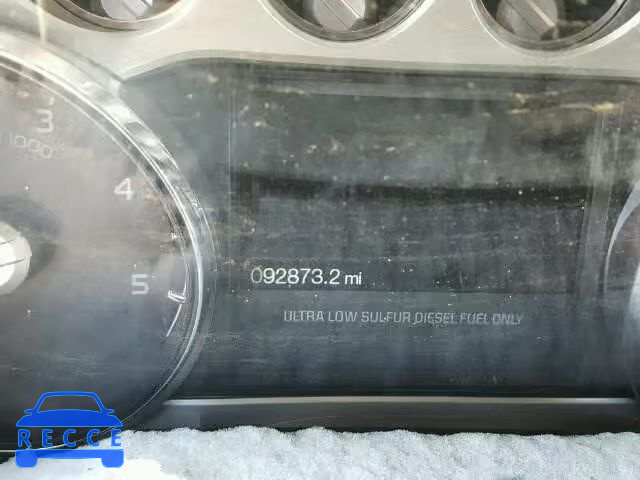 3
4
5
092873.2 mi
ULTRA LOW SULFUR DIESEL FUEL ONLY
RECCE